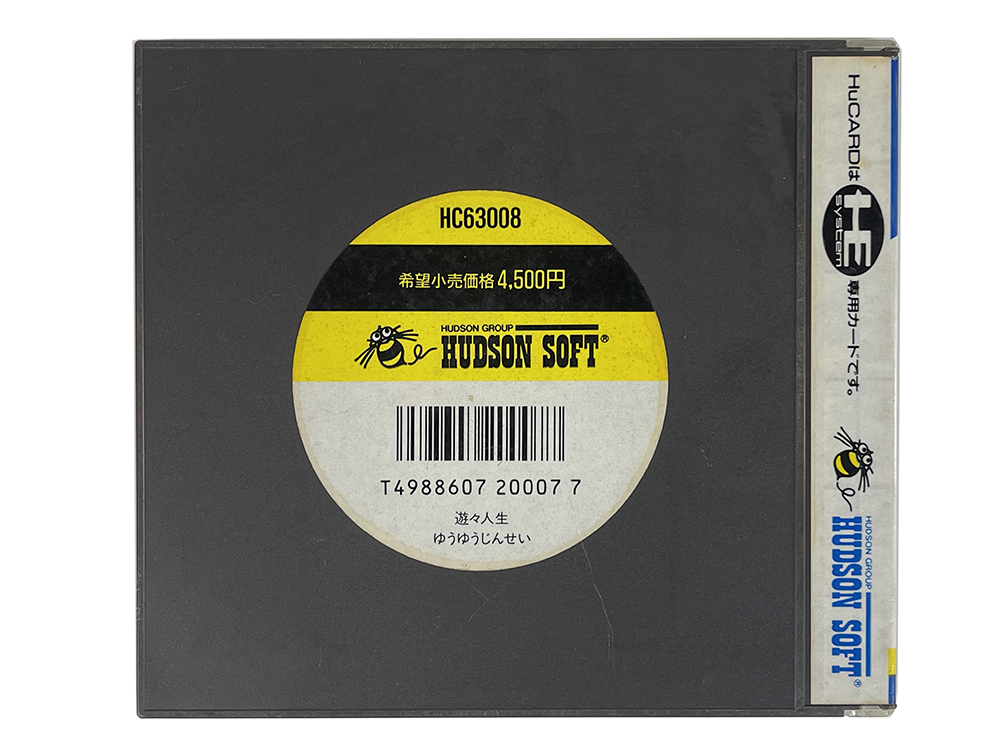 HC63008
希望小売価格4,500円
HUDSON GROUP
HUDSON SOFT®
T4988607 20007 7
遊々人生
ゆうゆうじんせい
HuCARDは HE system 専用カードです。
HUDSON GROUP
HUDSON SOFT®